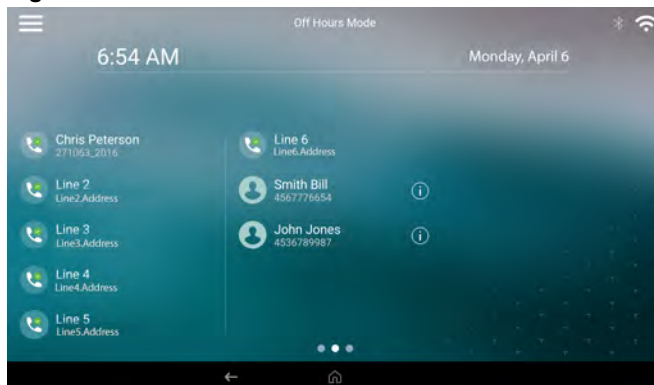 Off Hours Mode
6:54 AM
Monday, April 6
Chris Peterson
271063_2016
Line 2
Line2.Address
Line 3
Line3.Address
Line 4
Line4.Address
Line 5
Line5.Address
Line 6
Line6.Address
Smith Bill
4567776654
John Jones
4536789987